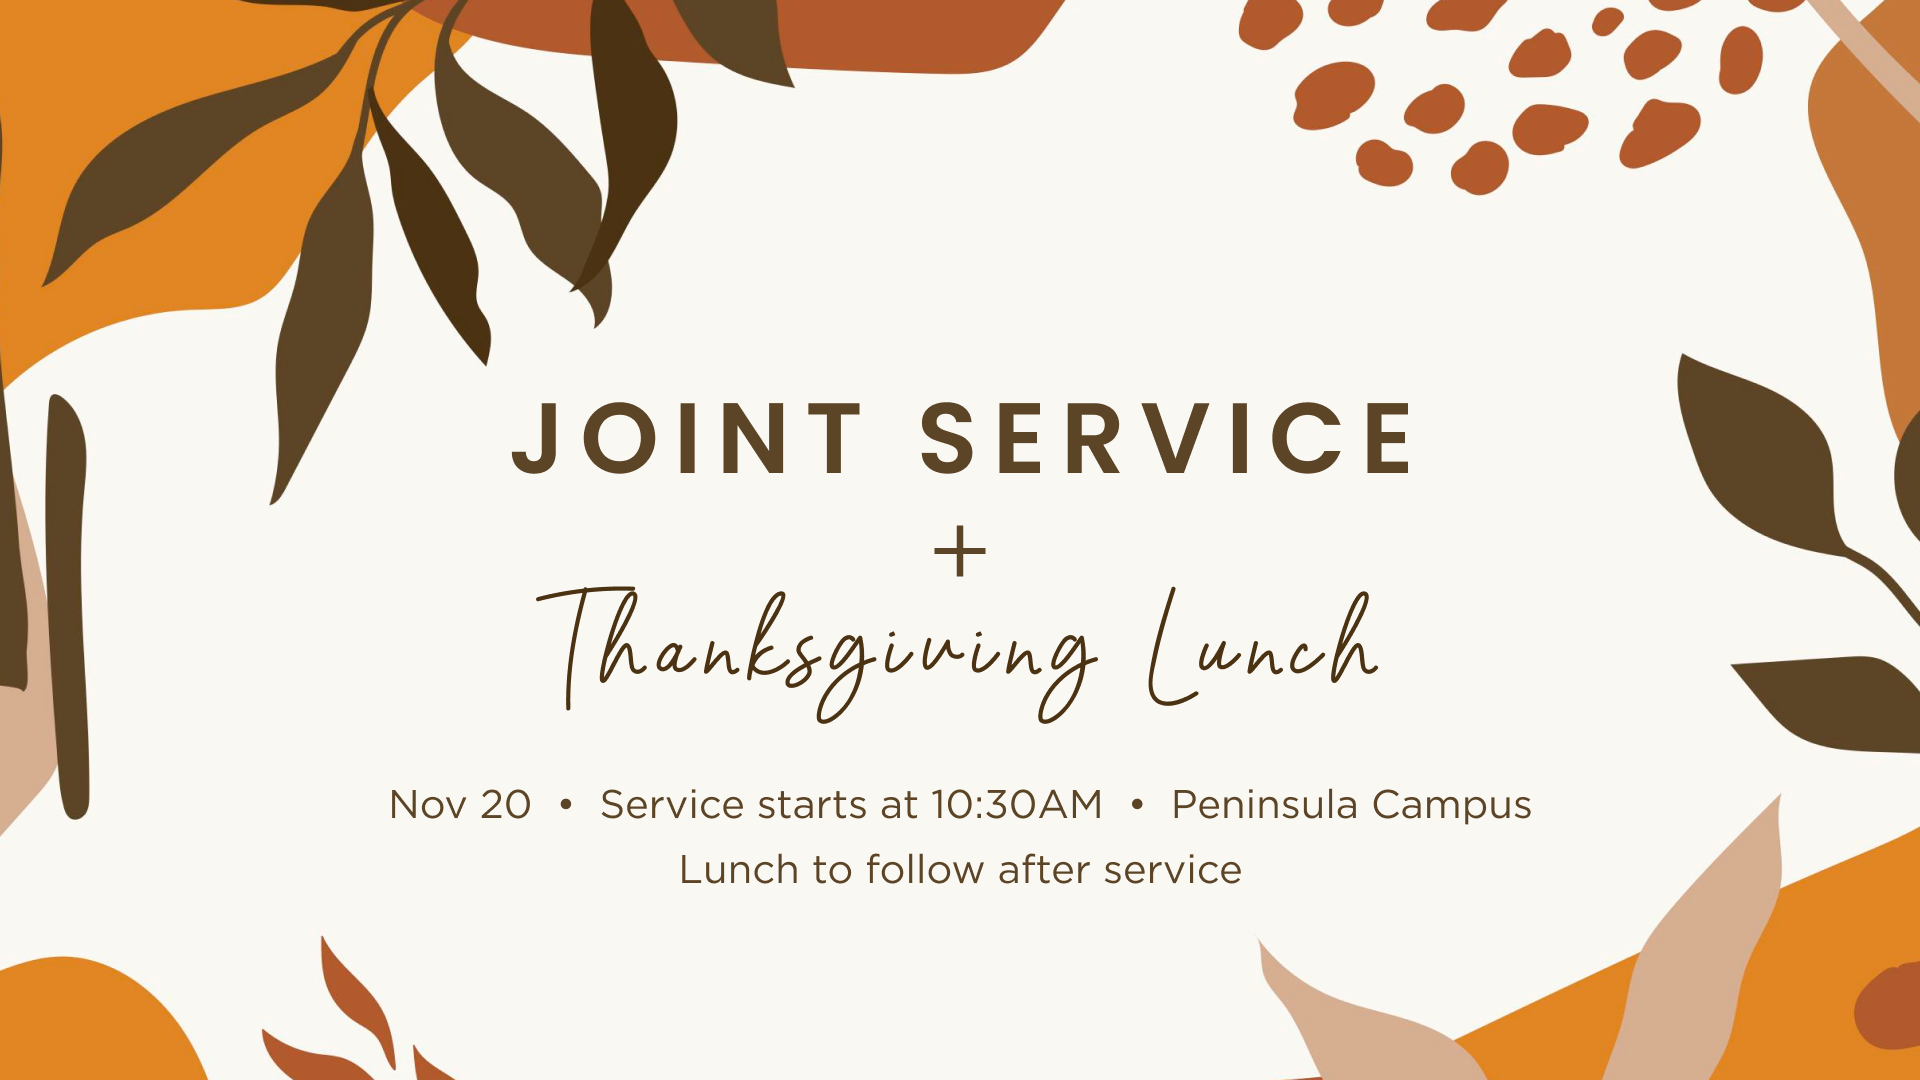 JOINT SERVICE
+
Thanksgiving Lunch
Nov 20 • Service starts at 10:30AM • Peninsula Campus
Lunch to follow after service